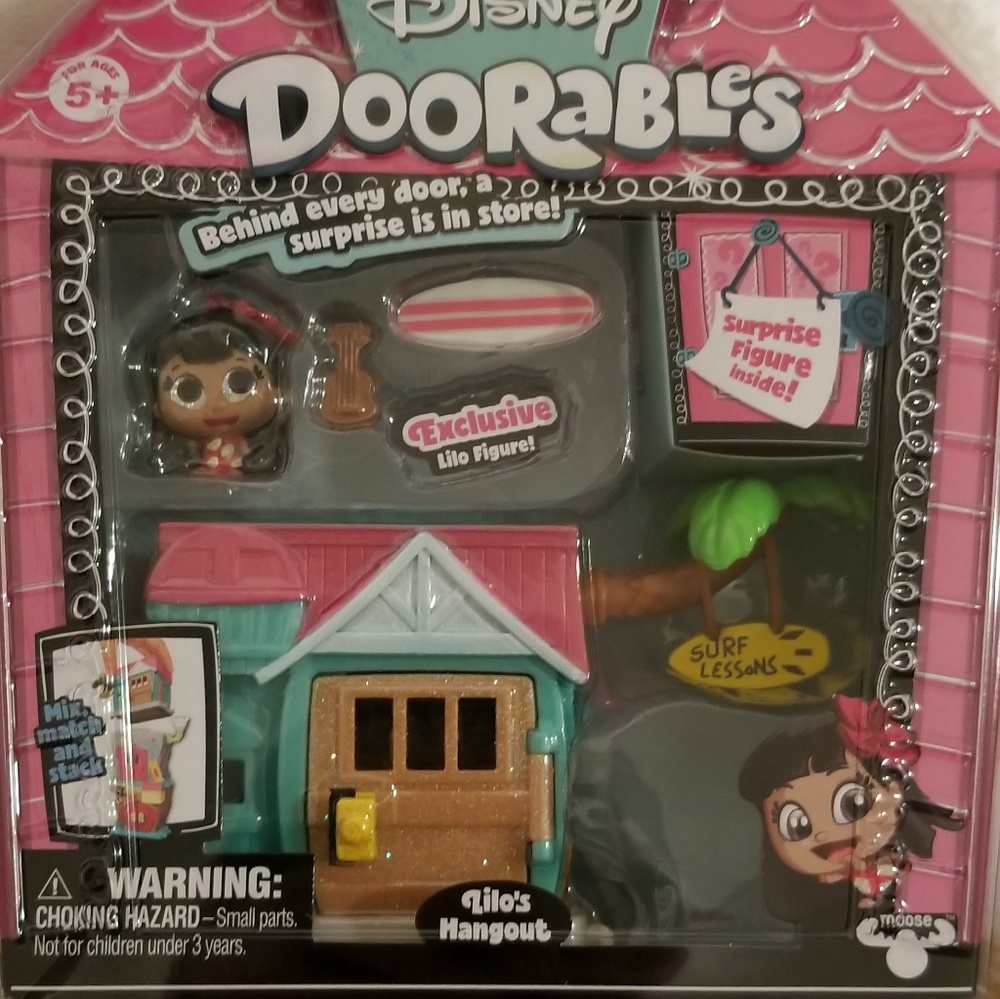 Disney
FOR AGES
5+
DOORABLES
Behind every door, a
surprise is in store!
Surprise
Figure
inside!
Exclusive
Lilo Figure!
SURF
LESSONS
Mix,
match
and
stack
WARNING:
CHOKING HAZARD – Small parts.
Not for children under 3 years.
Lilo's
Hangout
moose™